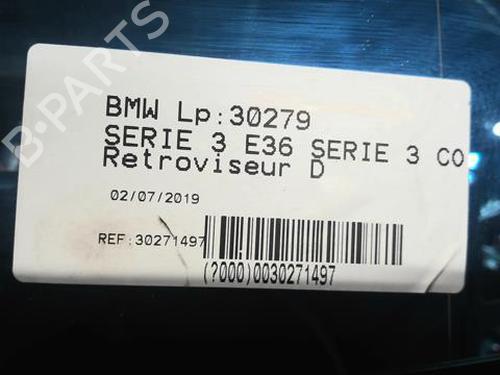 B-PARTS
BMW Lp:30279
SERIE 3 E36 SERIE 3 CO
Retroviseur D
02/07/2019
REF:30271497
(?000)0030271497